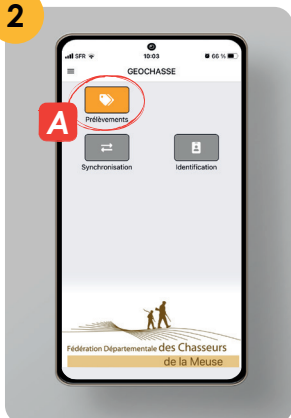 2
SFR 10:03 66 %
GEOCHASSE
A
Prélèvements
Synchronisation Identification
Fédération Départementale des Chasseurs
de la Meuse